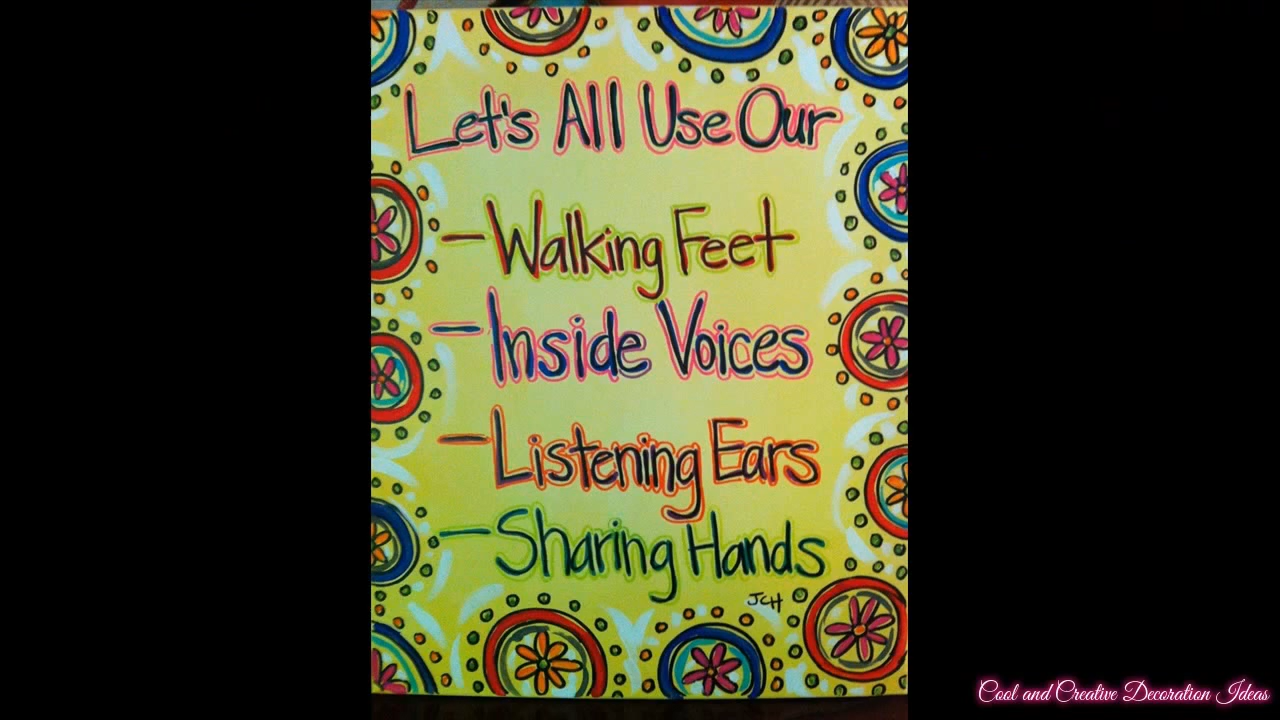 Let's All Use Our
-Walking Feet
-Inside Voices
-Listening Ears
-Sharing Hands
JCH
Cool and Creative Decoration Ideas